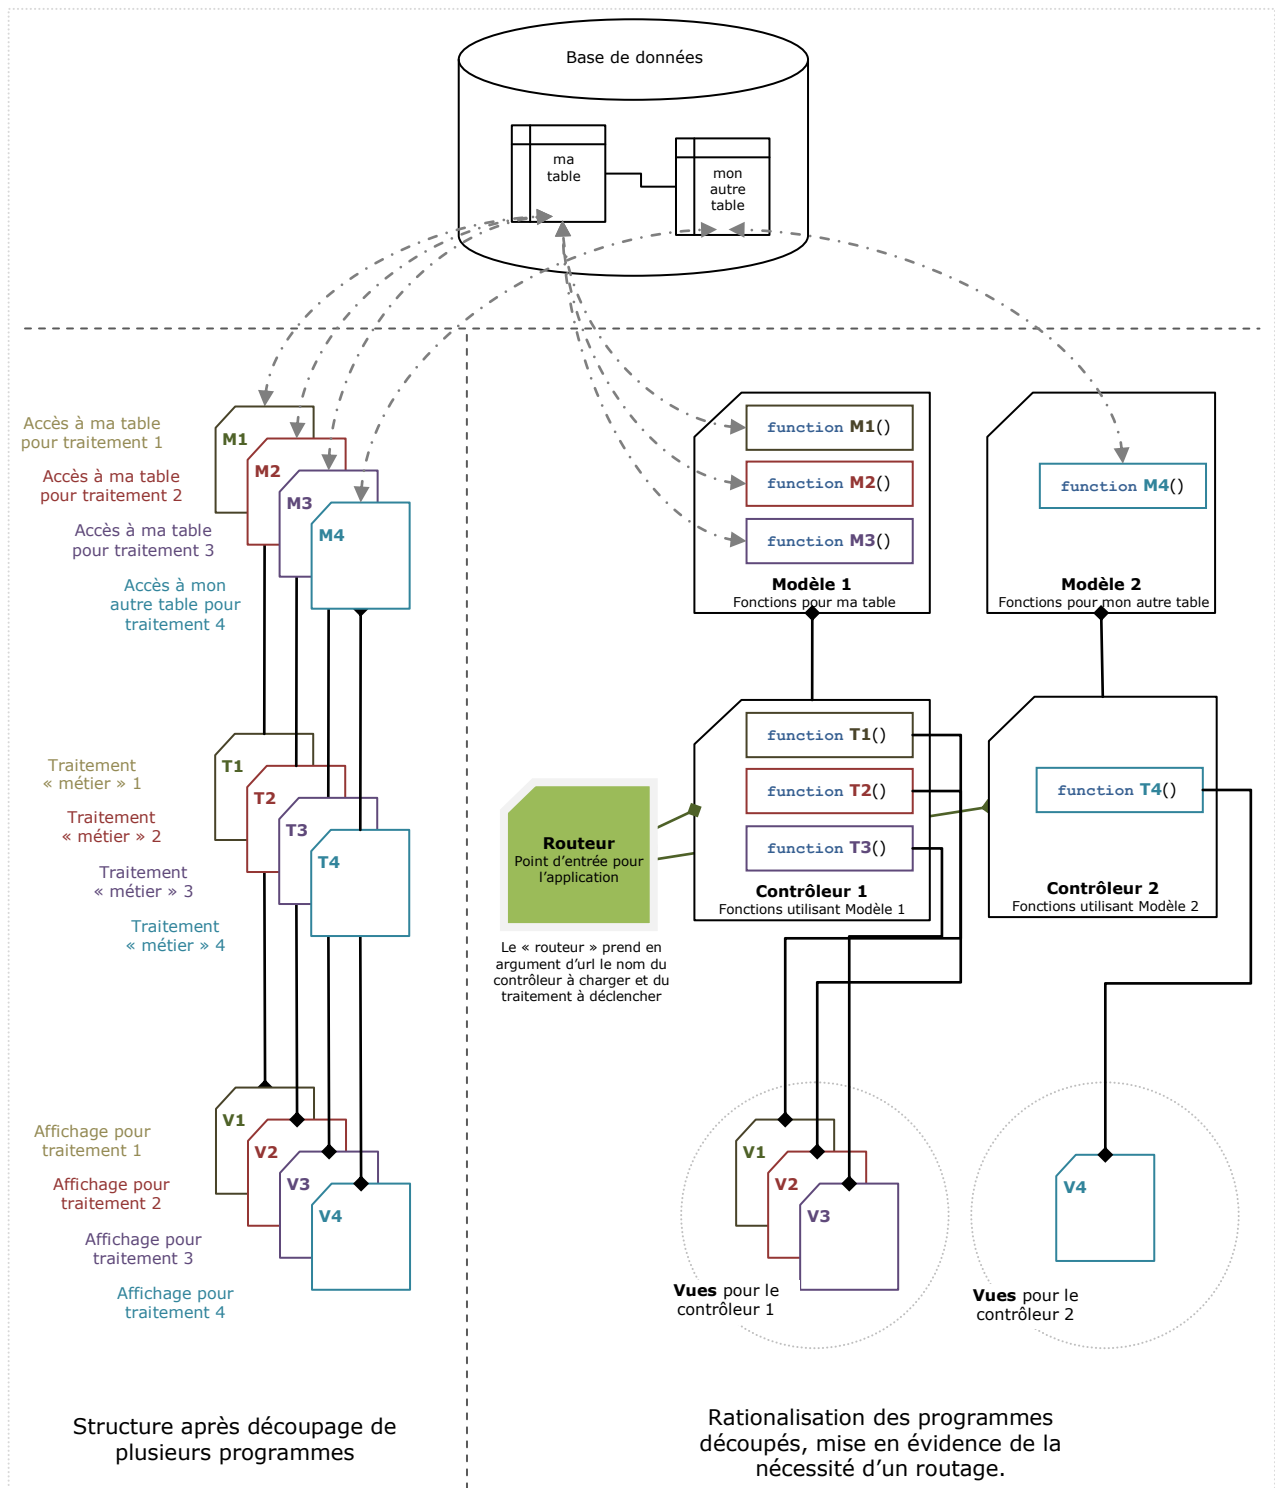 Base de données
ma
table
mon
autre
table
Accès à ma table
pour traitement 1
Accès à ma table
pour traitement 2
Accès à ma table
pour traitement 3
Accès à mon
autre table pour
traitement 4
M1
M2
M3
M4
Traitement
« métier » 1
Traitement
« métier » 2
Traitement
« métier » 3
Traitement
« métier » 4
T1
T2
T3
T4
Affichage pour
traitement 1
Affichage pour
traitement 2
Affichage pour
traitement 3
Affichage pour
traitement 4
V1
V2
V3
V4
Structure après découpage de
plusieurs programmes
function M1()
function M2()
function M3()
Modèle 1
Fonctions pour ma table
function M4()
Modèle 2
Fonctions pour mon autre table
Routeur
Point d'entrée pour
l'application
Le « routeur » prend en
argument d'url le nom du
contrôleur à charger et du
traitement à déclencher
function T1()
function T2()
function T3()
Contrôleur 1
Fonctions utilisant Modèle 1
function T4()
Contrôleur 2
Fonctions utilisant Modèle 2
V1
V2
V3
Vues pour le
contrôleur 1
V4
Vues pour le
contrôleur 2
Rationalisation des programmes
découpés, mise en évidence de la
nécessité d'un routage.